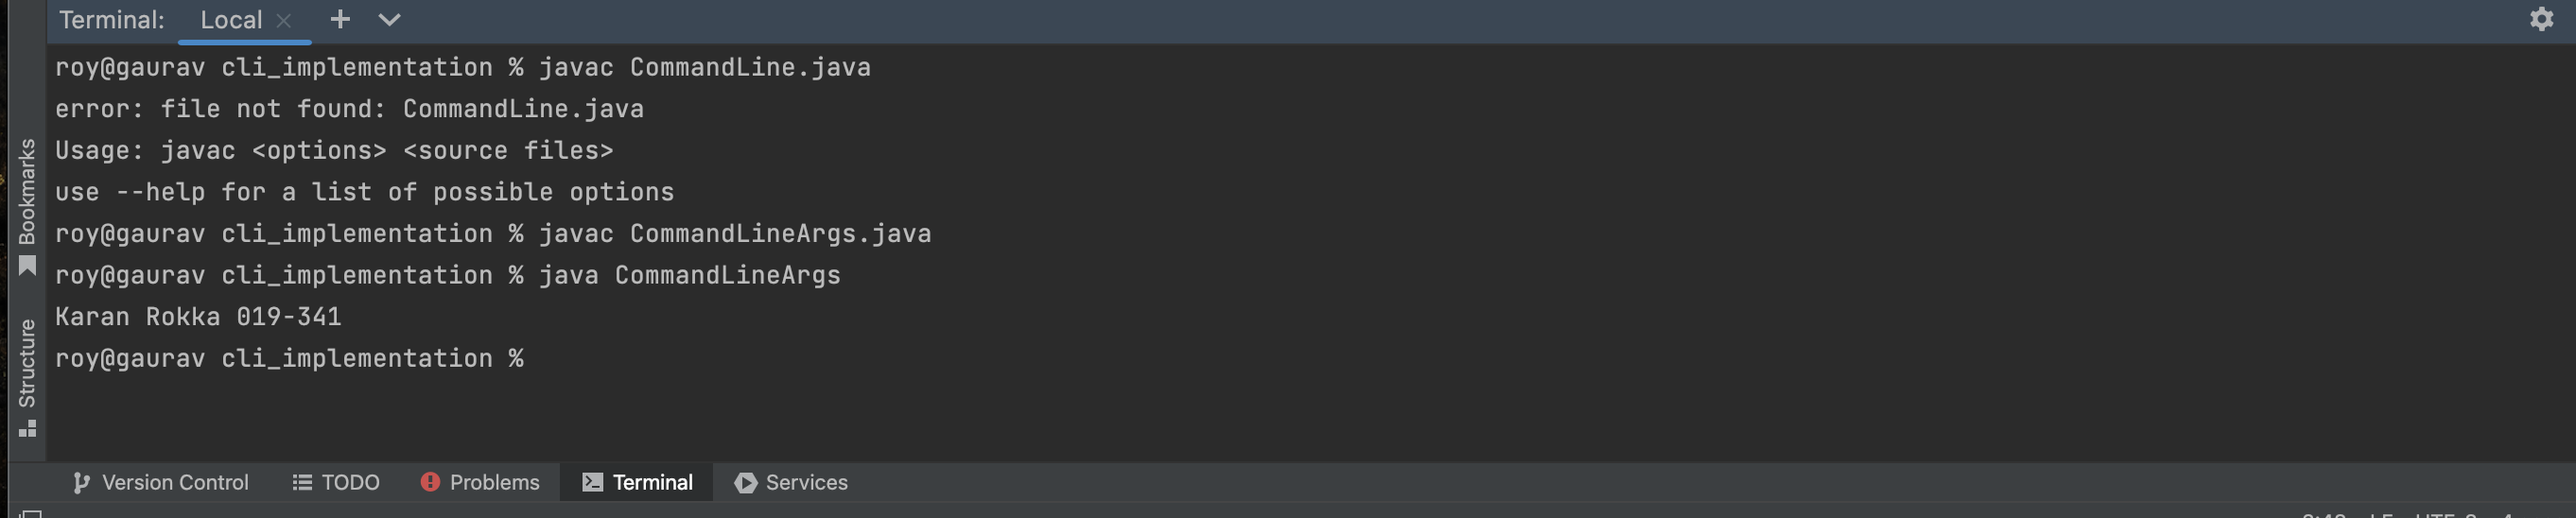 Terminal: Local
roy@gaurav cli_implementation % javac CommandLine.java
error: file not found: CommandLine.java
Usage: javac <options> <source files>
use --help for a list of possible options
roy@gaurav cli_implementation % javac CommandLineArgs.java
roy@gaurav cli_implementation % java CommandLineArgs
Karan Rokka 019-341
roy@gaurav cli_implementation %
Bookmarks
Structure
Version Control TODO Problems Terminal Services